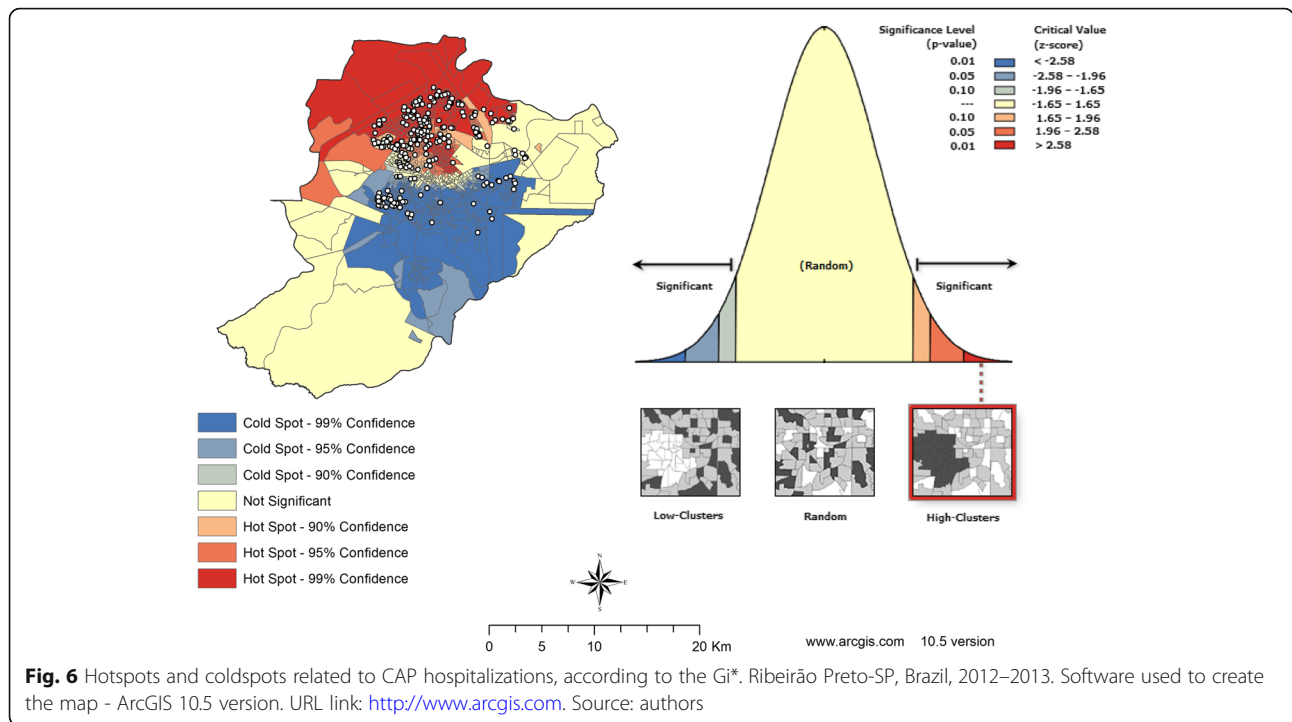 Significance Level Critical Value
(p-value) (z-score)
0.01 < -2.58
0.05 -2.58 – -1.96
0.10 -1.96 – -1.65
--- -1.65 – 1.65
0.10 1.65 – 1.96
0.05 1.96 – 2.58
0.01 > 2.58
(Random)
Significant Significant
Cold Spot - 99% Confidence
Cold Spot - 95% Confidence
Cold Spot - 90% Confidence
Not Significant
Hot Spot - 90% Confidence
Hot Spot - 95% Confidence
Hot Spot - 99% Confidence
Low-Clusters Random High-Clusters
N
W E
S
0 5 10 20 Km
www.arcgis.com 10.5 version
Fig. 6 Hotspots and coldspots related to CAP hospitalizations, according to the Gi*. Ribeirão Preto-SP, Brazil, 2012–2013. Software used to create
the map - ArcGIS 10.5 version. URL link: http://www.arcgis.com. Source: authors